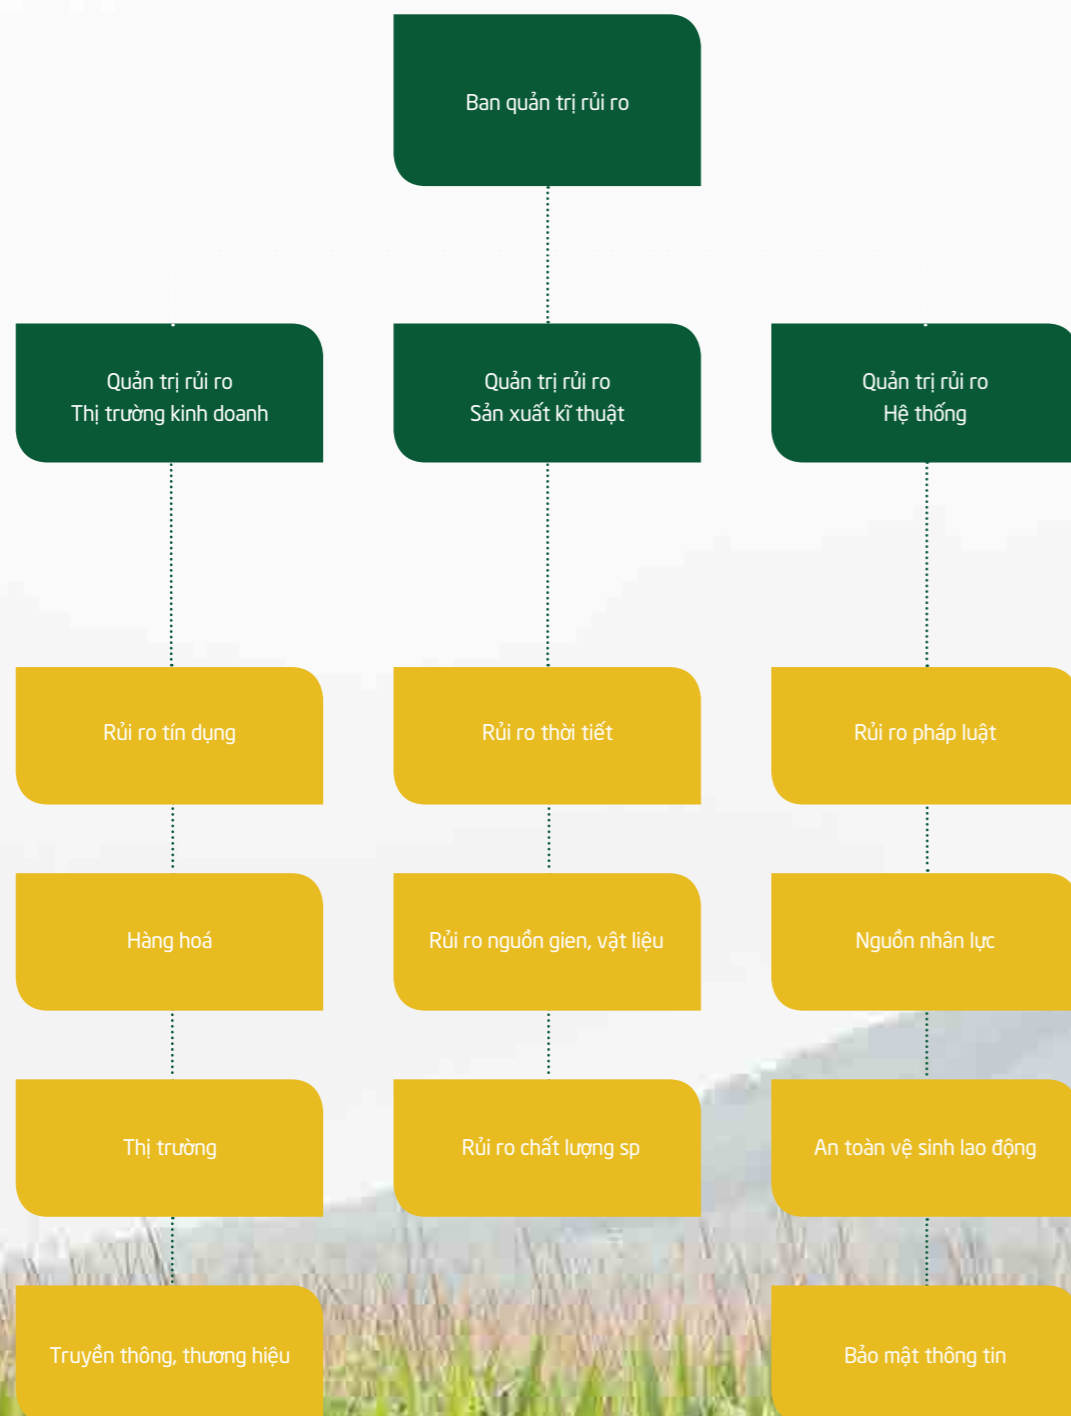 Ban quản trị rủi ro
Quản trị rủi ro
Thị trường kinh doanh
Quản trị rủi ro
Sản xuất kĩ thuật
Quản trị rủi ro
Hệ thống
Rủi ro tín dụng
Rủi ro thời tiết
Rủi ro pháp luật
Hàng hoá
Rủi ro nguồn gien, vật liệu
Nguồn nhân lực
Thị trường
Rủi ro chất lượng sp
An toàn vệ sinh lao động
Truyền thông, thương hiệu
Bảo mật thông tin